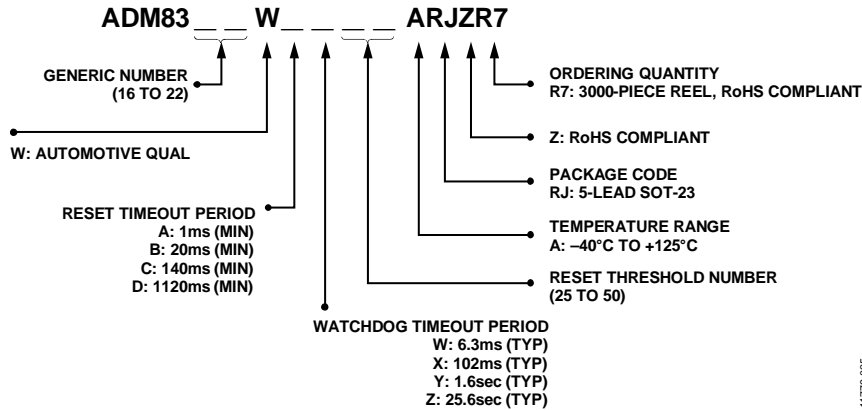 ADM83_ _ W_ _ _ _ ARJZR7
GENERIC NUMBER
(16 TO 22)
W: AUTOMOTIVE QUAL
RESET TIMEOUT PERIOD
A: 1ms (MIN)
B: 20ms (MIN)
C: 140ms (MIN)
D: 1120ms (MIN)
WATCHDOG TIMEOUT PERIOD
W: 6.3ms (TYP)
X: 102ms (TYP)
Y: 1.6sec (TYP)
Z: 25.6sec (TYP)
ORDERING QUANTITY
R7: 3000-PIECE REEL, RoHS COMPLIANT
Z: RoHS COMPLIANT
PACKAGE CODE
RJ: 5-LEAD SOT-23
TEMPERATURE RANGE
A: –40°C TO +125°C
RESET THRESHOLD NUMBER
(25 TO 50)